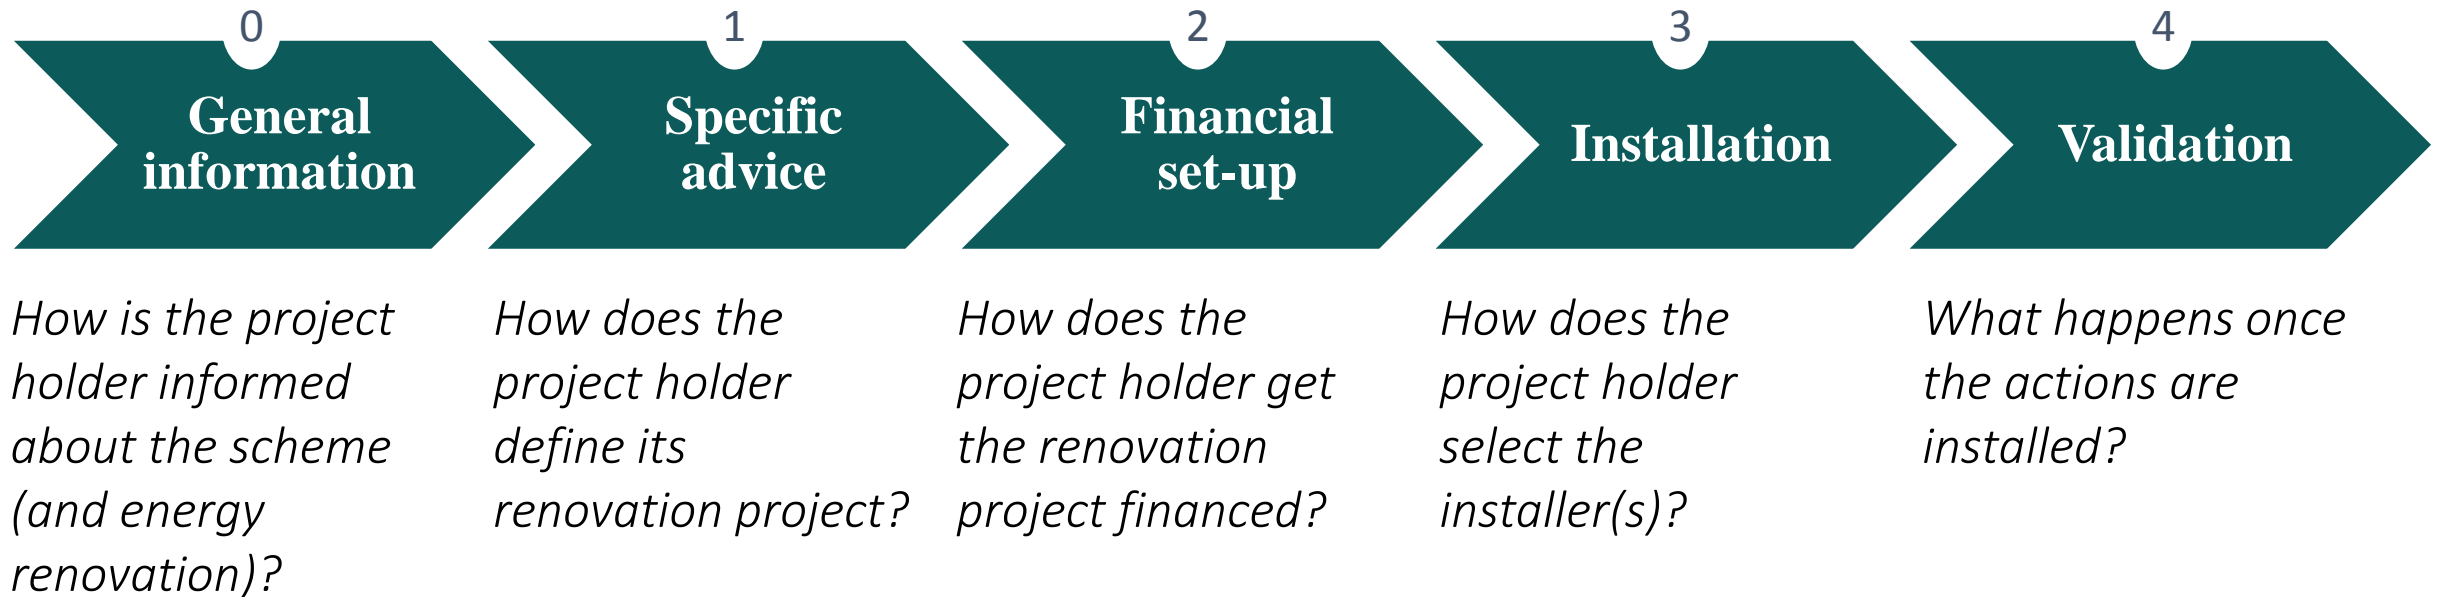 0
General
information
How is the project
holder informed
about the scheme
(and energy
renovation)?
1
Specific
advice
How does the
project holder
define its
renovation project?
2
Financial
set-up
How does the
project holder get
the renovation
project financed?
3
Installation
How does the
project holder
select the
installer(s)?
4
Validation
What happens once
the actions are
installed?